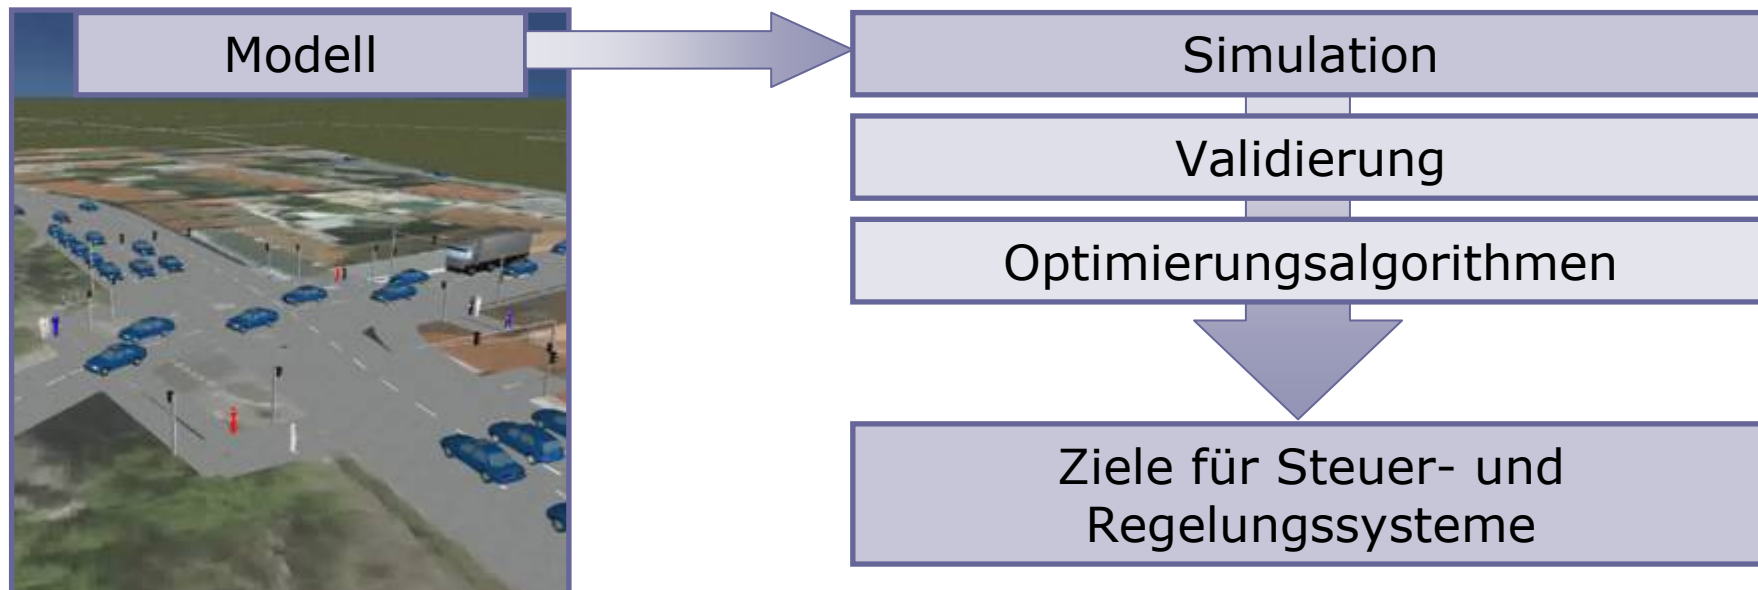 Modell
Simulation
Validierung
Optimierungsalgorithmen
Ziele für Steuer- und
Regelungssysteme